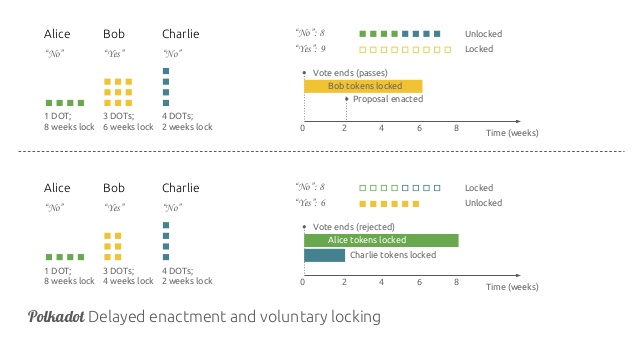 Alice Bob Charlie
"No" "Yes" "No"
1 DOT; 3 DOTs; 4 DOTs;
8 weeks lock 6 weeks lock 2 weeks lock
"No": 8 Unlocked
"Yes": 9 Locked
Vote ends (passes)
Bob tokens locked
Proposal enacted
0 2 4 6 8
Time (weeks)
Alice Bob Charlie
"No" "Yes" "No"
1 DOT; 3 DOTs; 4 DOTs;
8 weeks lock 4 weeks lock 2 weeks lock
"No": 8 Locked
"Yes": 6 Unlocked
Vote ends (rejected)
Alice tokens locked
Charlie tokens locked
0 2 4 6 8
Time (weeks)
Polkadot Delayed enactment and voluntary locking